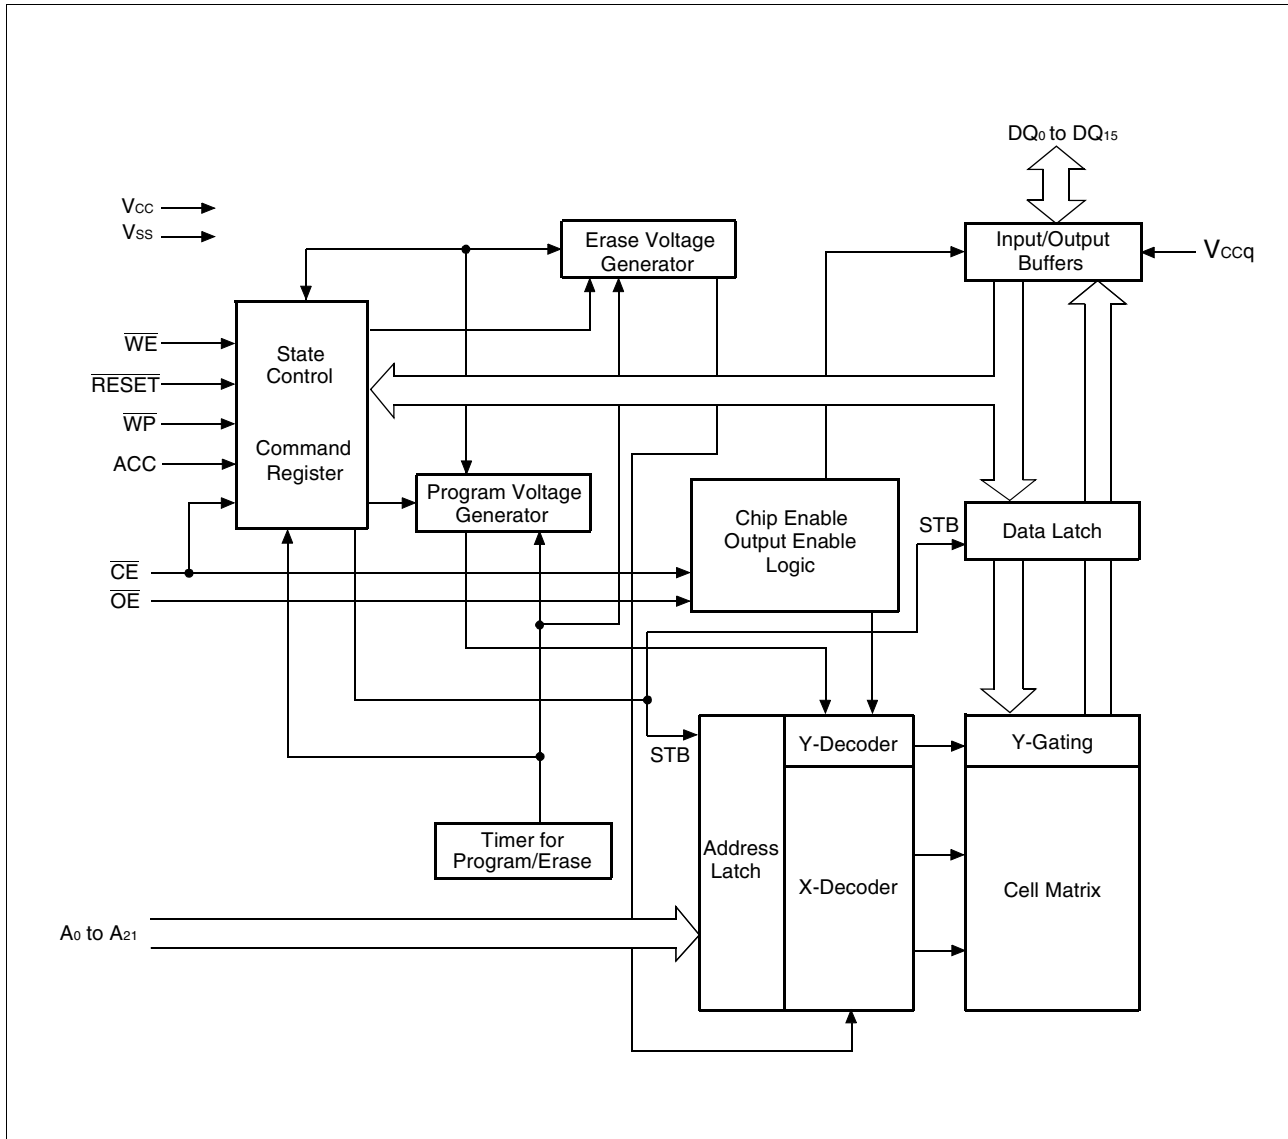 DQ0 to DQ15
VCC
VSS
Erase Voltage
Generator
Input/Output
Buffers
VCCq
WE
RESET
WP
ACC
CE
OE
State
Control
Command
Register
Program Voltage
Generator
Chip Enable
Output Enable
Logic
STB
Data Latch
STB
Y-Decoder
Y-Gating
Timer for
Program/Erase
Address
Latch
X-Decoder
Cell Matrix
A0 to A21